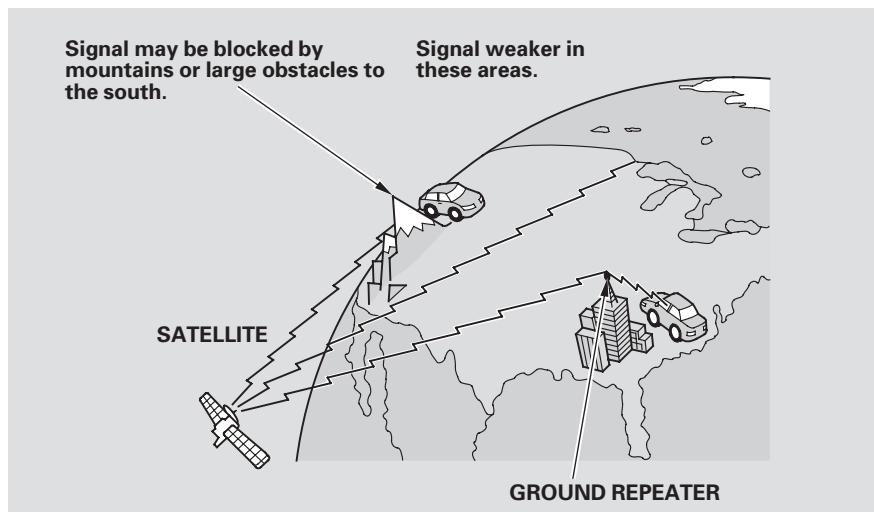 Signal may be blocked by
mountains or large obstacles to
the south.
Signal weaker in
these areas.
SATELLITE
GROUND REPEATER